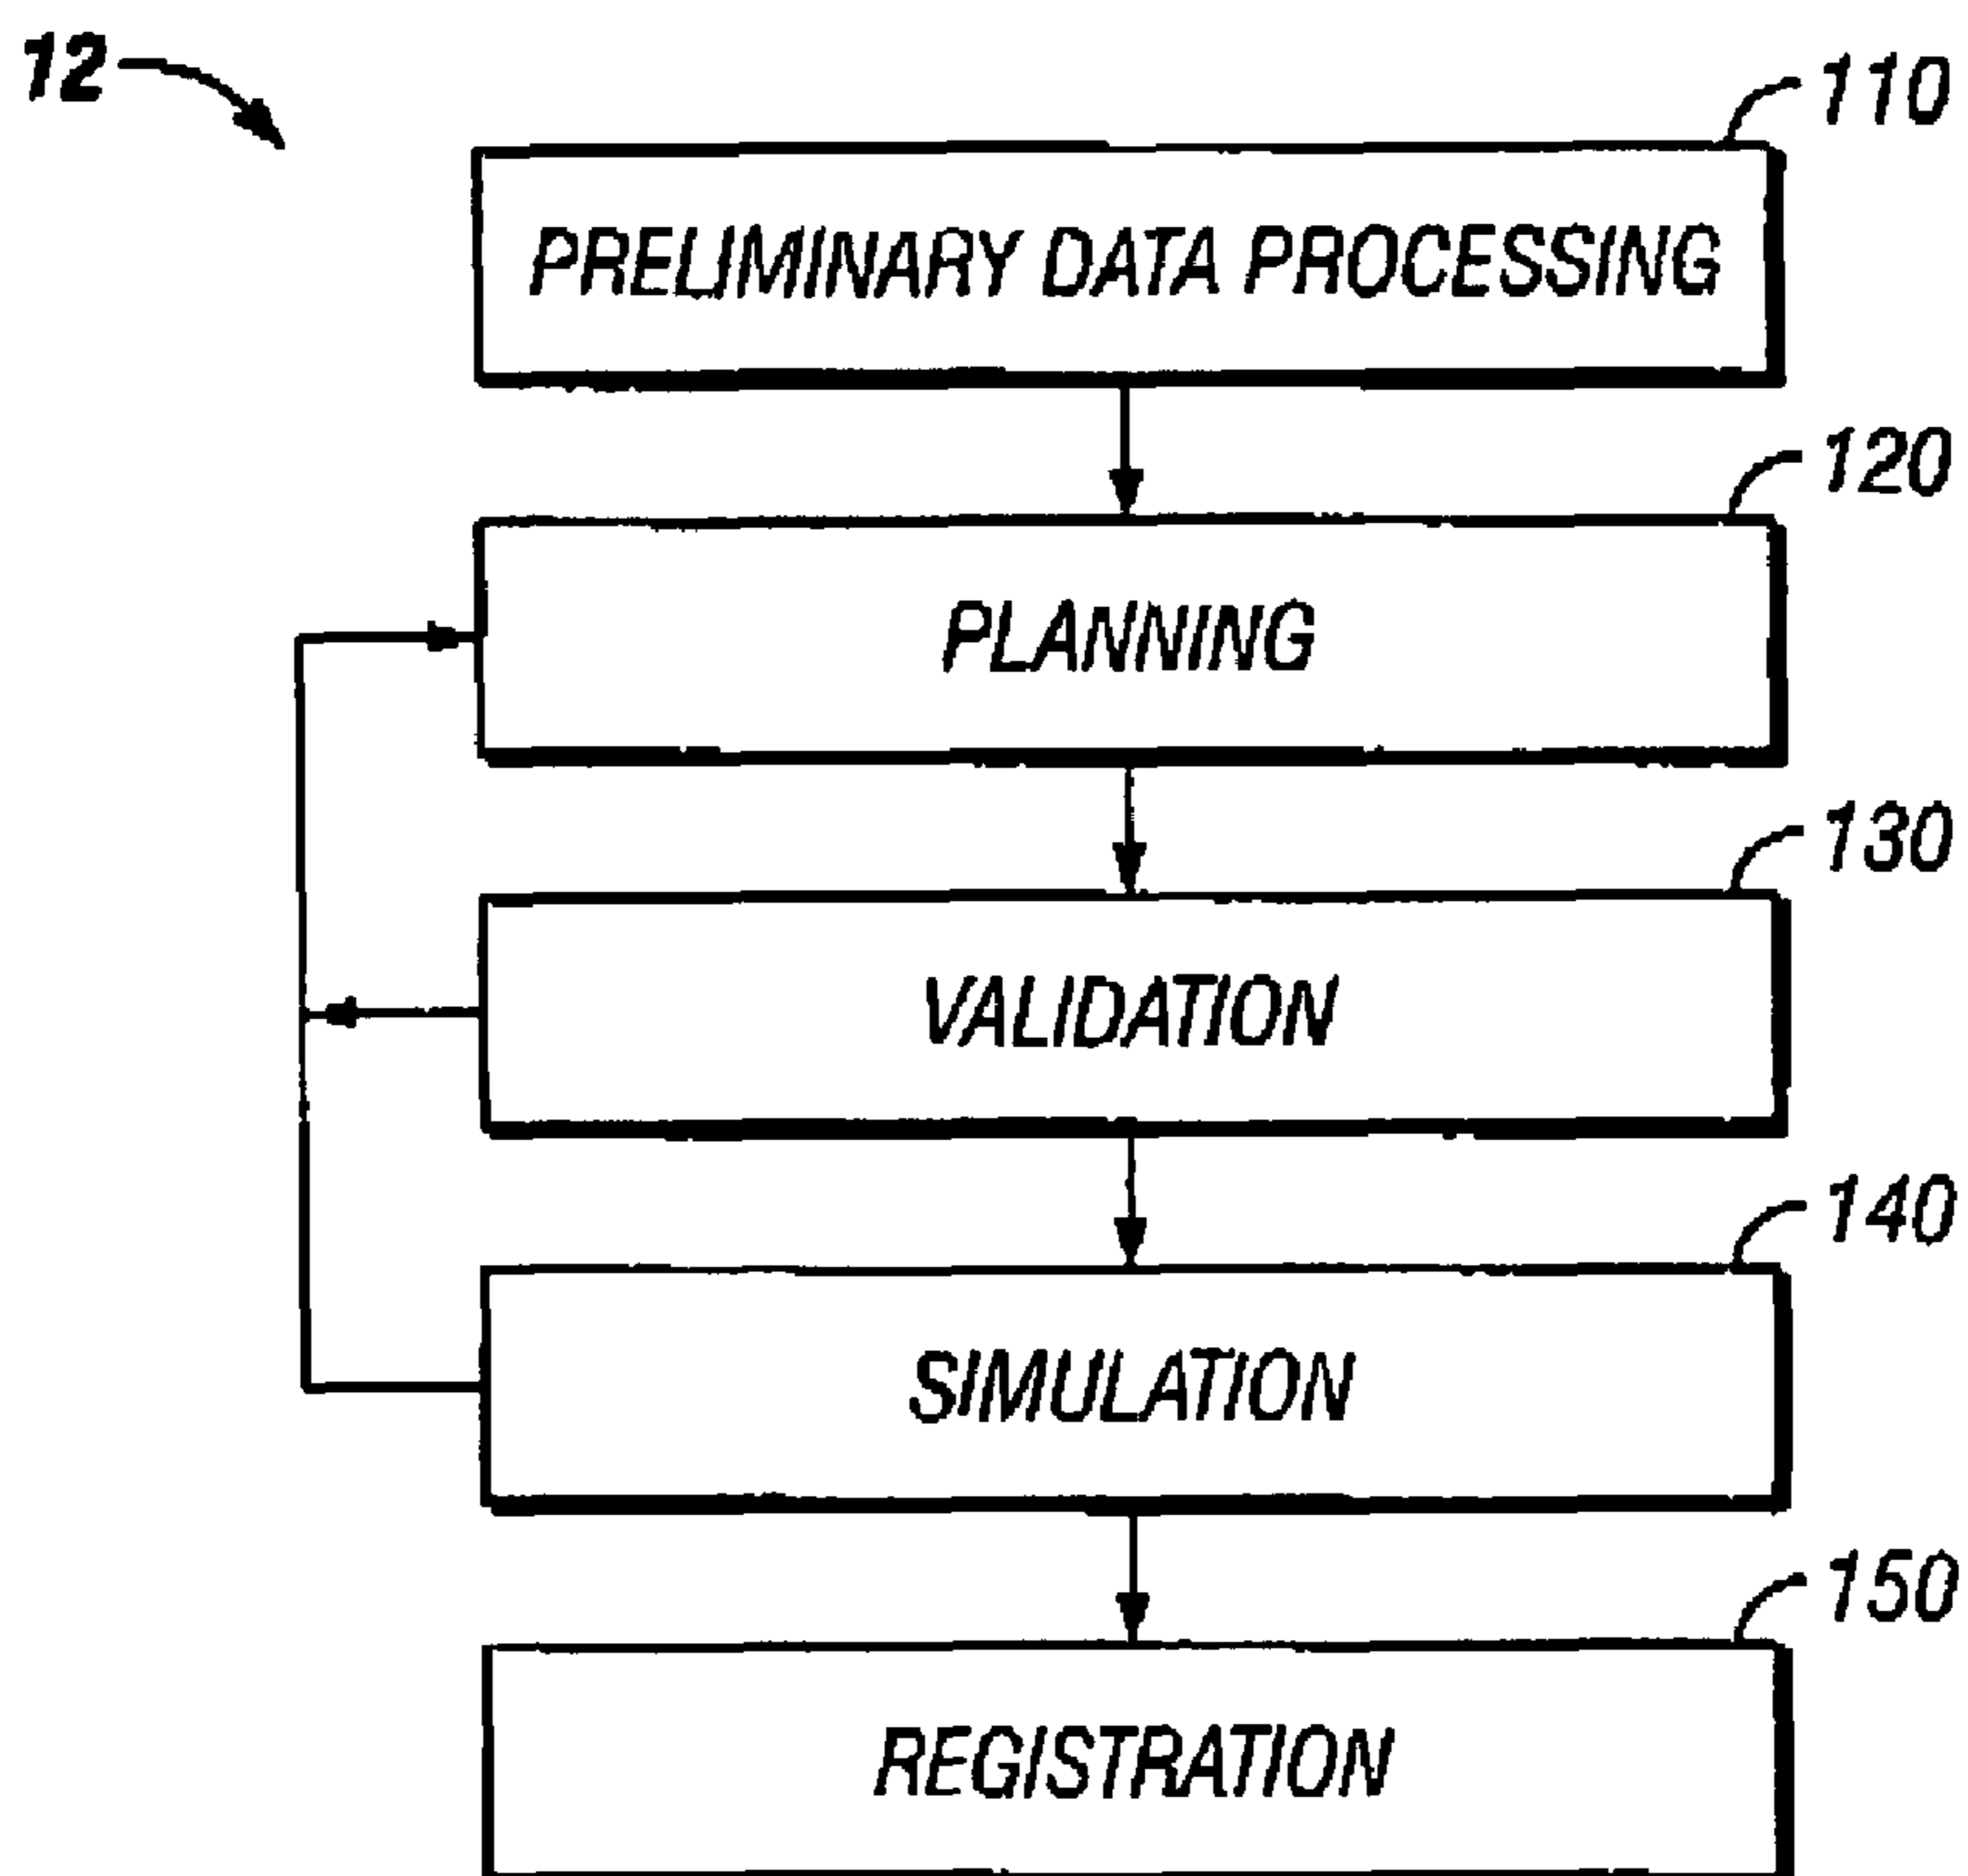 12
110
PRELIMINARY DATA PROCESSING
120
PLANNING
130
VALIDATION
140
SIMULATION
150
REGISTRATION